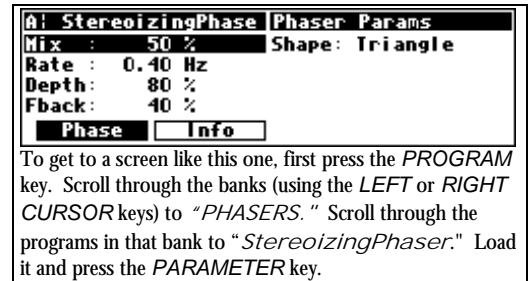 A: StereoizingPhase Phaser Params
Mix : 50 % Shape: Triangle
Rate : 0.40 Hz
Depth: 80 %
Fback: 40 %
Phase Info
To get to a screen like this one, first press the PROGRAM
key. Scroll through the banks (using the LEFT or RIGHT
CURSOR keys) to "PHASERS." Scroll through the
programs in that bank to "StereoizingPhaser." Load
it and press the PARAMETER key.